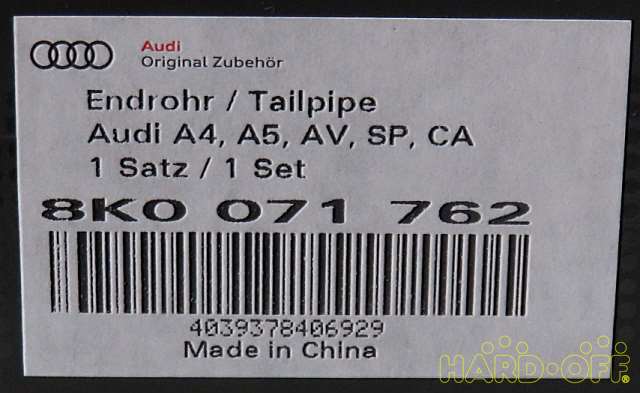 Audi
Original Zubehör
Endrohr / Tailpipe
Audi A4, A5, AV, SP, CA
1 Satz / 1 Set
8K0 071 762
4039378406929
Made in China
HARD·OFF®